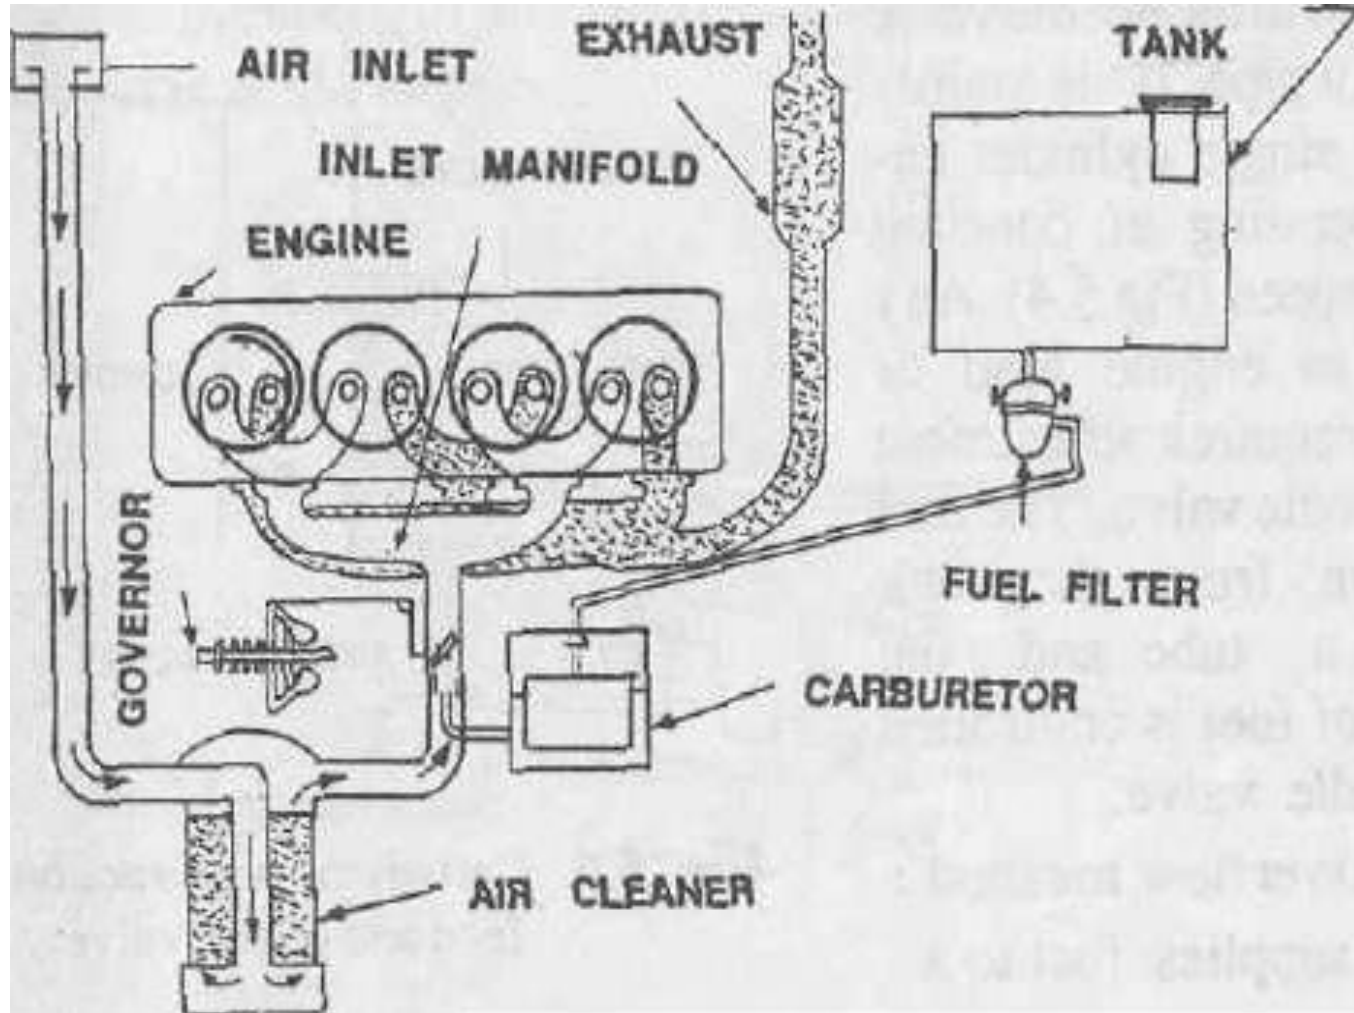 EXHAUST
TANK
AIR INLET
INLET MANIFOLD
ENGINE
GOVERNOR
FUEL FILTER
CARBURETOR
AIR CLEANER